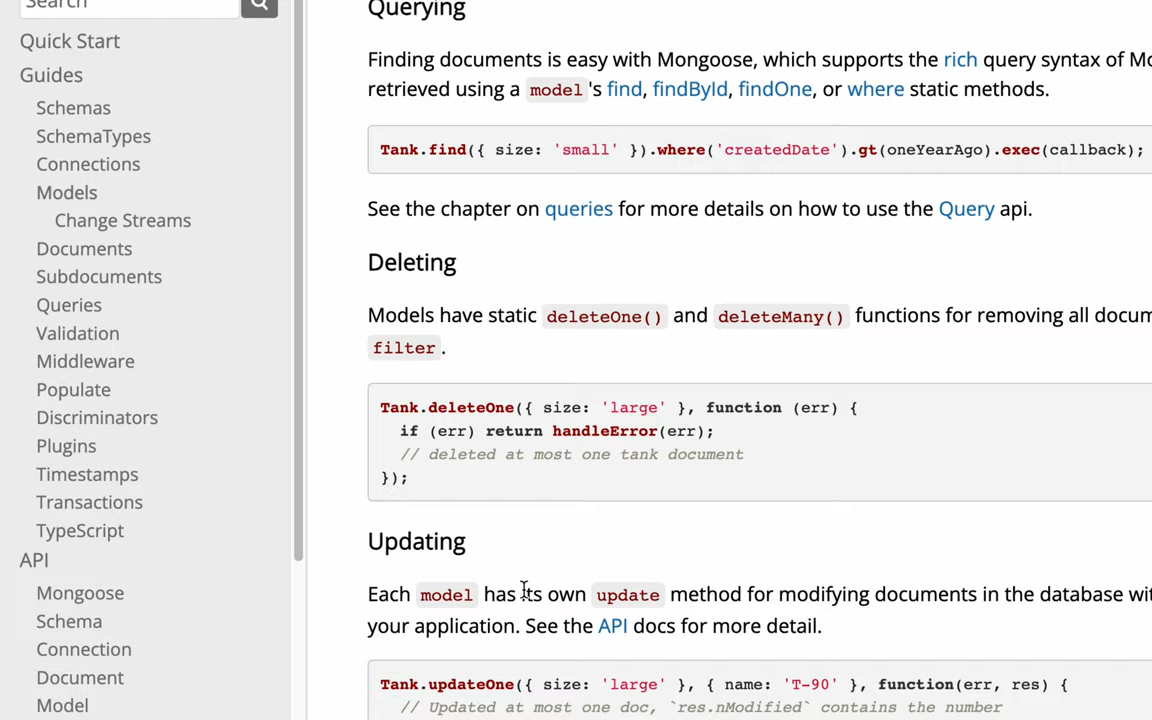 Search
Quick Start
Guides
Schemas
SchemaTypes
Connections
Models
Change Streams
Documents
Subdocuments
Queries
Validation
Middleware
Populate
Discriminators
Plugins
Timestamps
Transactions
TypeScript
API
Mongoose
Schema
Connection
Document
Model
Querying
Finding documents is easy with Mongoose, which supports the rich query syntax of Mo
retrieved using a model's find, findById, findOne, or where static methods.
Tank.find({ size: 'small' }).where('createdDate').gt(oneYearAgo).exec(callback);
See the chapter on queries for more details on how to use the Query api.
Deleting
Models have static deleteOne() and deleteMany() functions for removing all docum
filter.
Tank.deleteOne({ size: 'large' }, function (err) {
  if (err) return handleError(err);
  // deleted at most one tank document
});
Updating
Each model has its own update method for modifying documents in the database wit
your application. See the API docs for more detail.
Tank.updateOne({ size: 'large' }, { name: 'T-90' }, function(err, res) {
  // Updated at most one doc, `res.nModified` contains the number